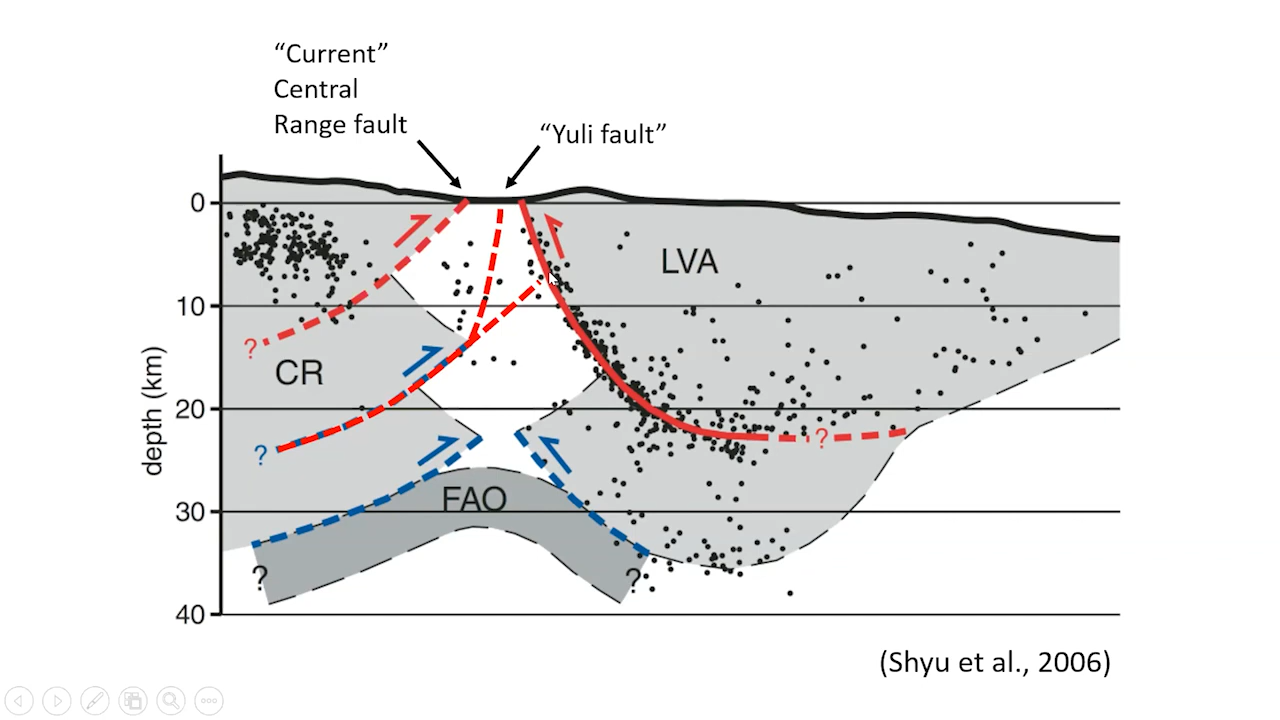 “Current”
Central
Range fault
“Yuli fault”
0
10
20
30
40
depth (km)
LVA
CR
FAO
?
?
?
?
?
(Shyu et al., 2006)